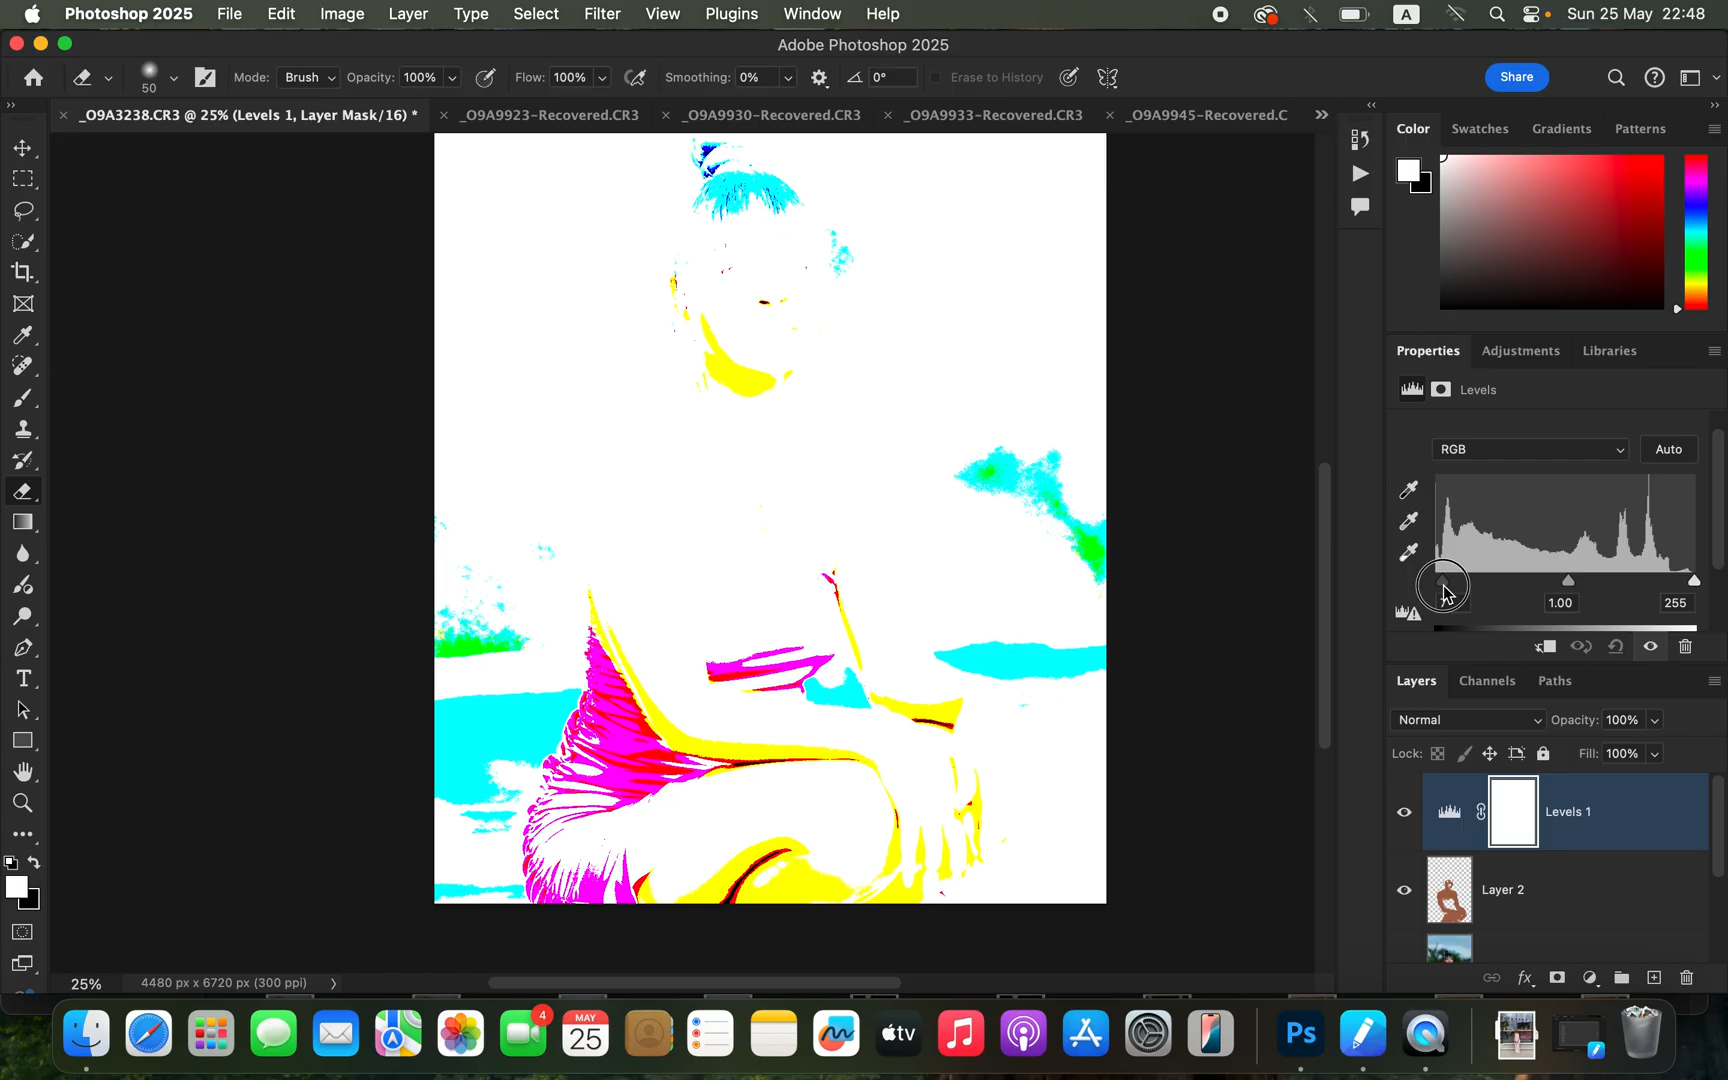 Photoshop 2025 File Edit Image Layer Type Select Filter View Plugins Window Help A Sun 25 May 22:48
Adobe Photoshop 2025
50 Mode: Brush Opacity: 100% Flow: 100% Smoothing: 0% 0° Erase to History Share
_O9A3238.CR3 @ 25% (Levels 1, Layer Mask/16) * _O9A9923-Recovered.CR3 _O9A9930-Recovered.CR3 _O9A9933-Recovered.CR3 _O9A9945-Recovered.C
Color Swatches Gradients Patterns
Properties Adjustments Libraries
Levels
RGB Auto
1.00 255
Layers Channels Paths
Normal Opacity: 100%
Lock: Fill: 100%
Levels 1
Layer 2
T
25% 4480 px x 6720 px (300 ppi)
4
MAY
25
tv
Ps